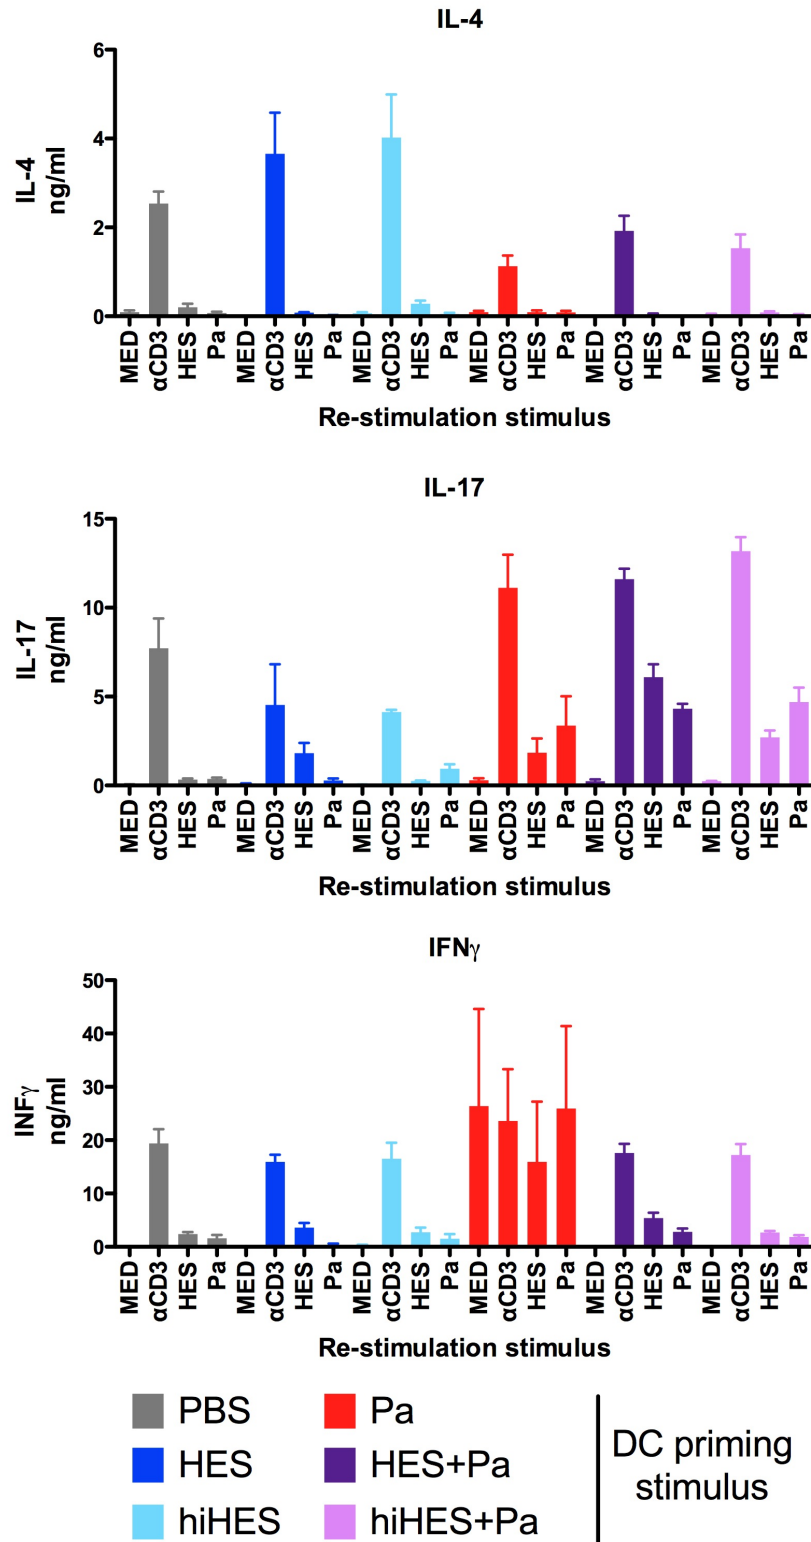 IL-4
IL-4
ng/ml
6
4
2
0
MED αCD3 HES Pa MED αCD3 HES Pa MED αCD3 HES Pa MED αCD3 HES Pa MED αCD3 HES Pa MED αCD3 HES Pa
Re-stimulation stimulus
IL-17
IL-17
ng/ml
15
10
5
0
MED αCD3 HES Pa MED αCD3 HES Pa MED αCD3 HES Pa MED αCD3 HES Pa MED αCD3 HES Pa MED αCD3 HES Pa
Re-stimulation stimulus
IFNγ
INFγ
ng/ml
50
40
30
20
10
0
MED αCD3 HES Pa MED αCD3 HES Pa MED αCD3 HES Pa MED αCD3 HES Pa MED αCD3 HES Pa MED αCD3 HES Pa
Re-stimulation stimulus
PBS
HES
hiHES
Pa
HES+Pa
hiHES+Pa
DC priming
stimulus